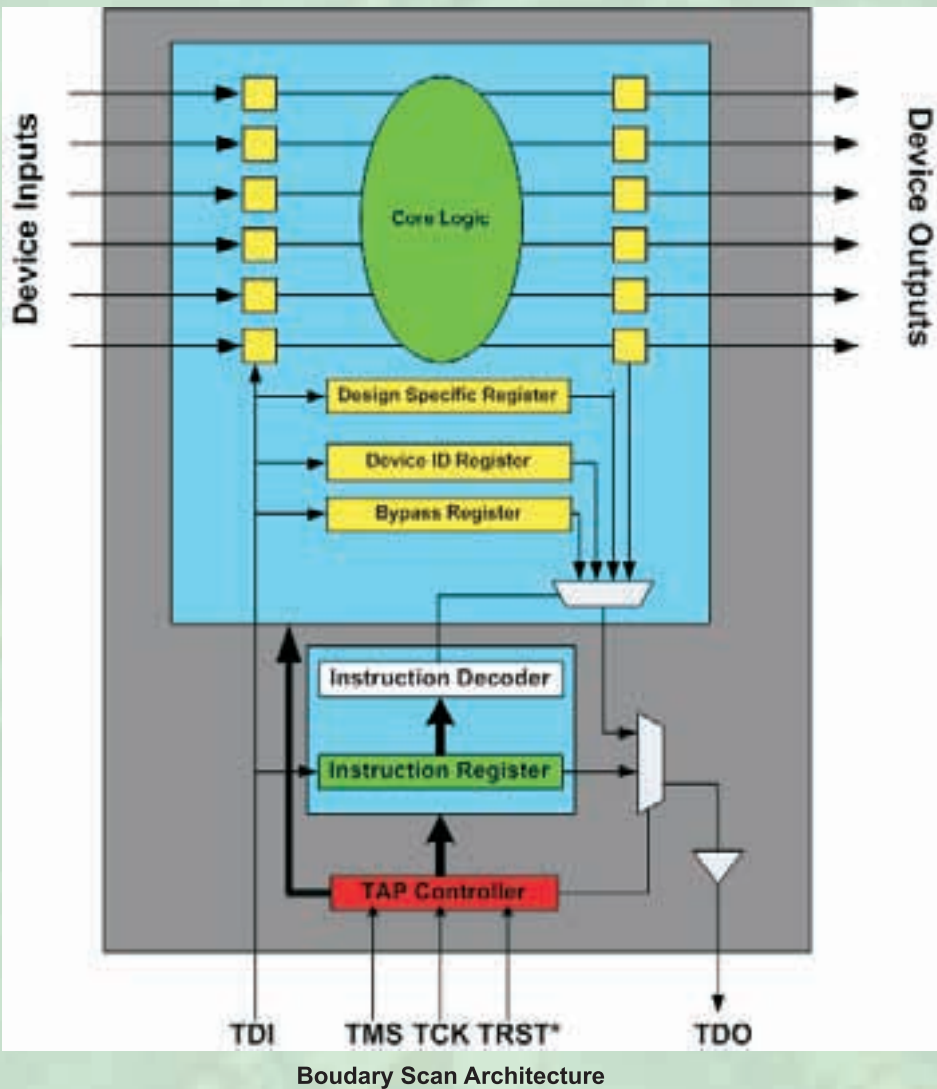 Device Inputs
Device Outputs
Core Logic
Design Specific Register
Device ID Register
Bypass Register
Instruction Decoder
Instruction Register
TAP Controller
TDI TMS TCK TRST* TDO
Boudary Scan Architecture